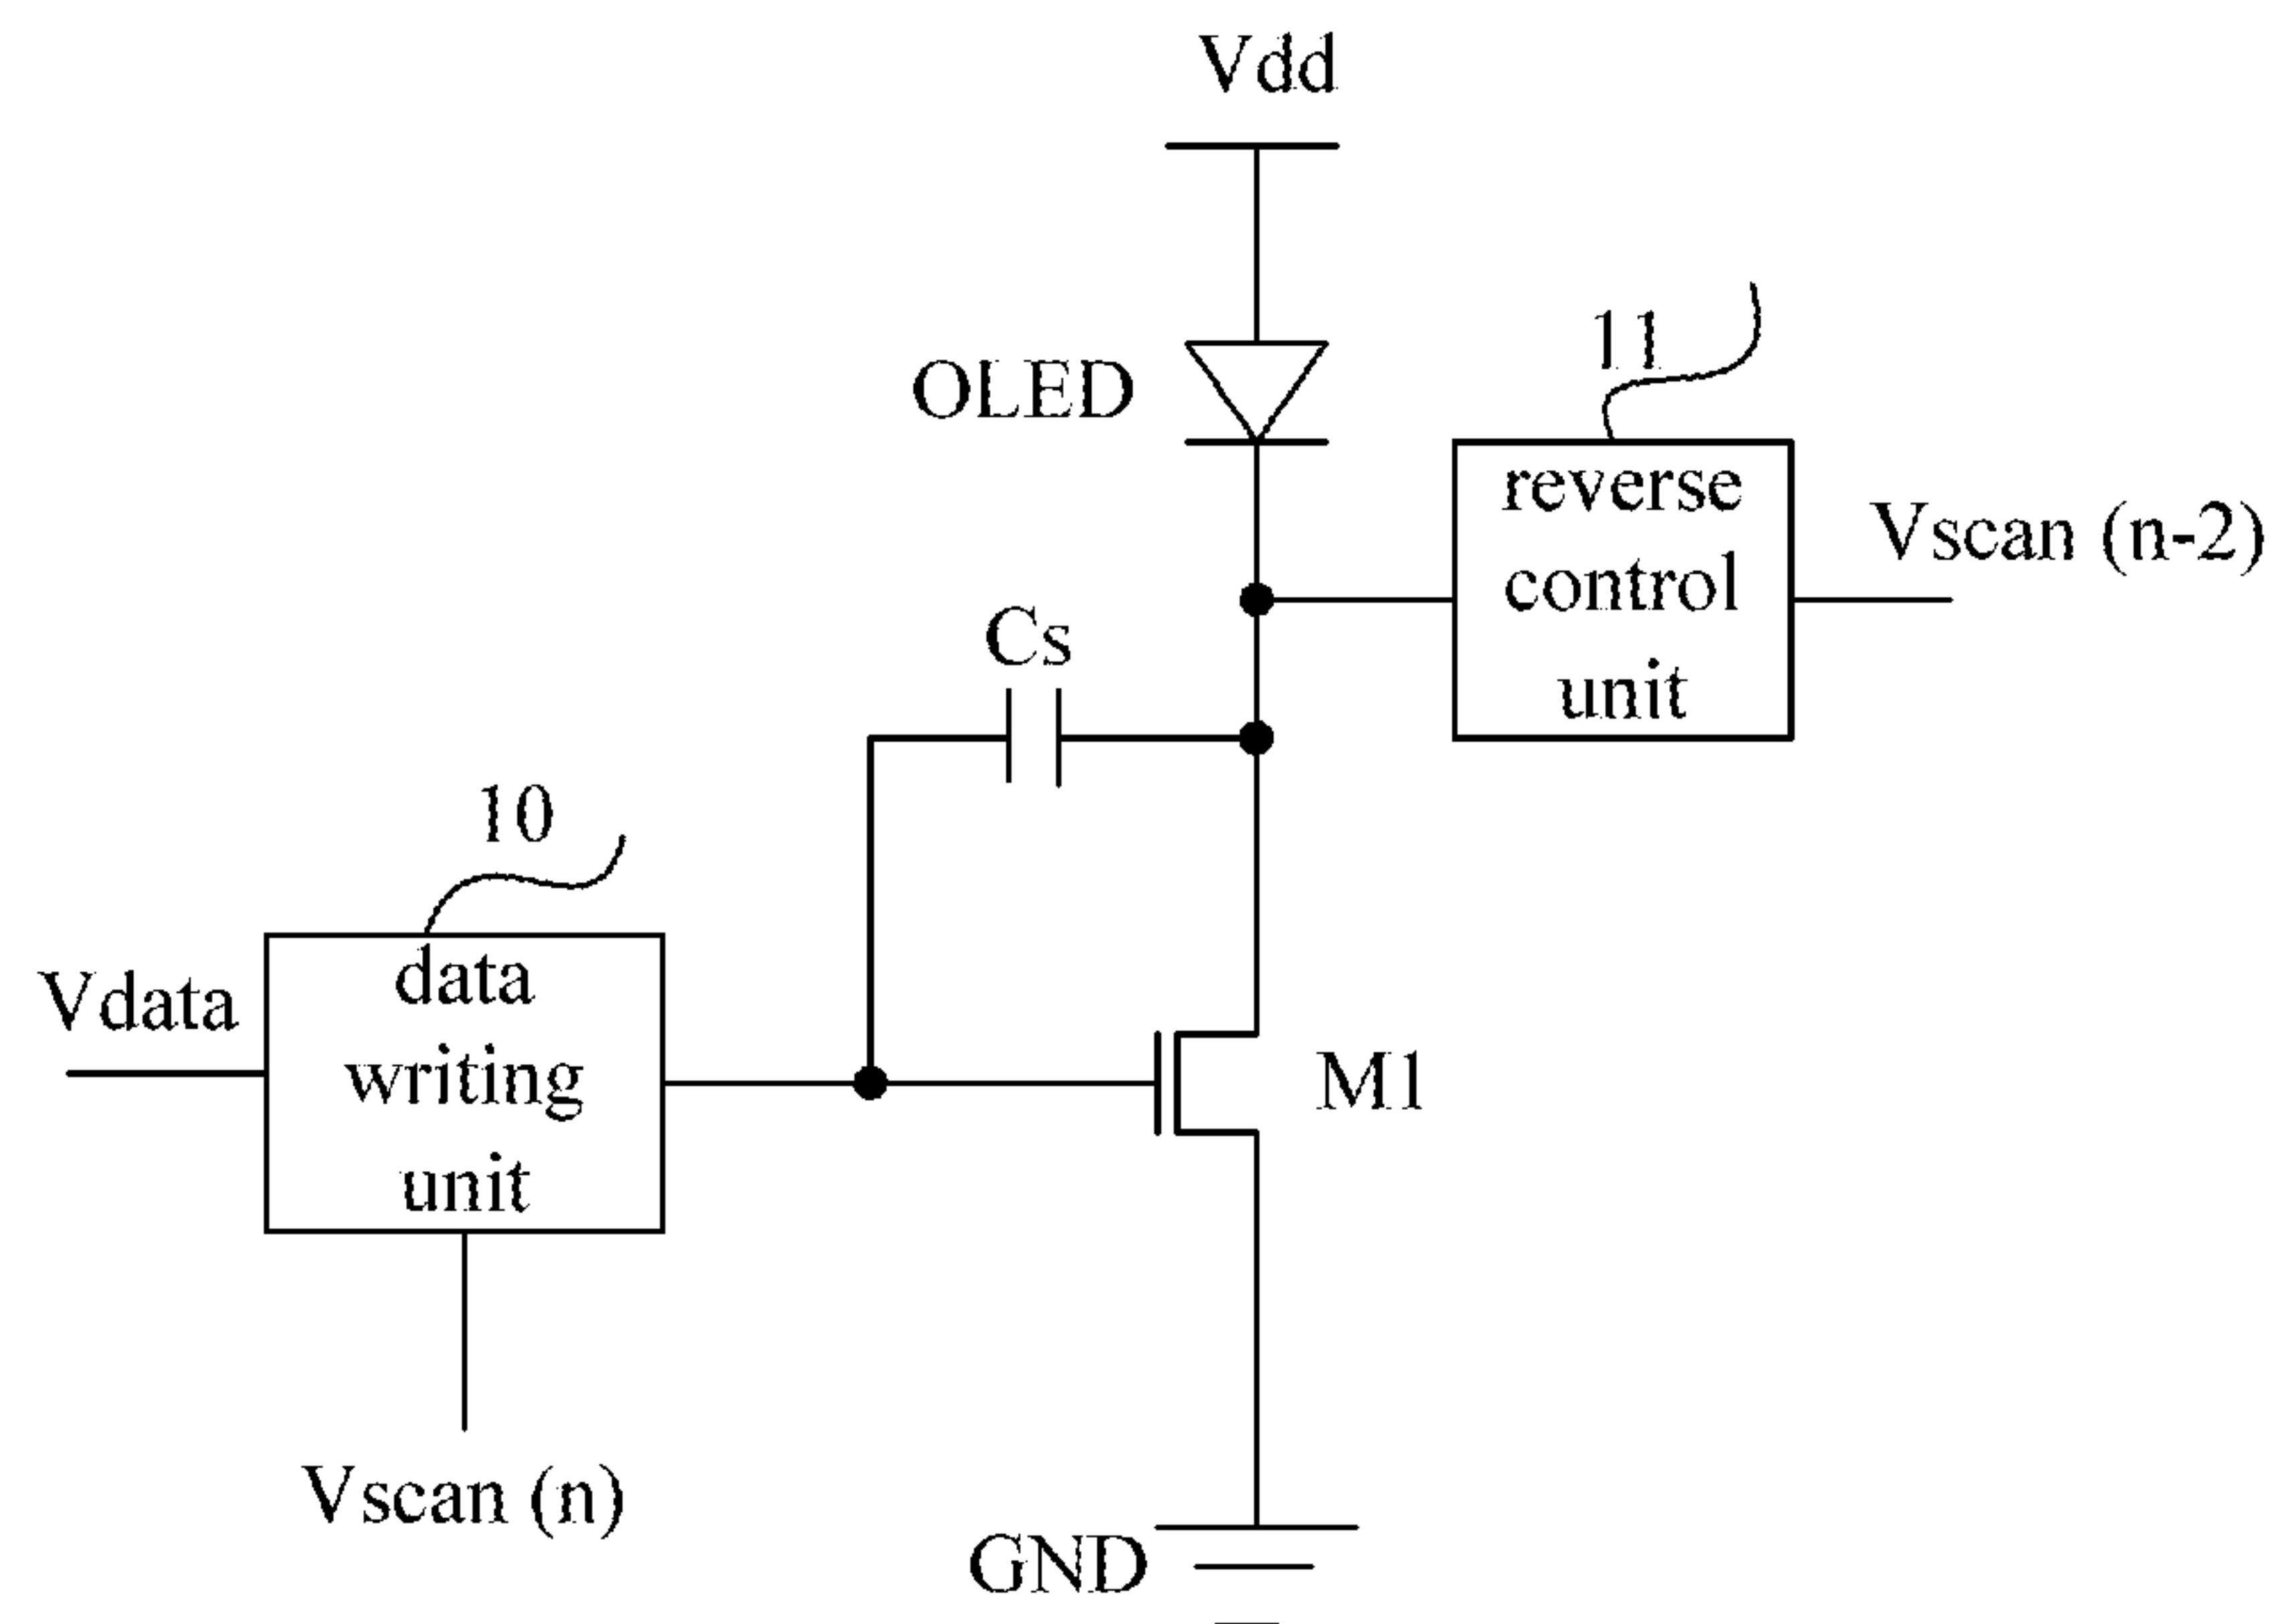 Vdd
11
OLED
reverse
control
unit
Vscan (n-2)
Cs
10
Vdata
data
writing
unit
M1
Vscan (n)
GND